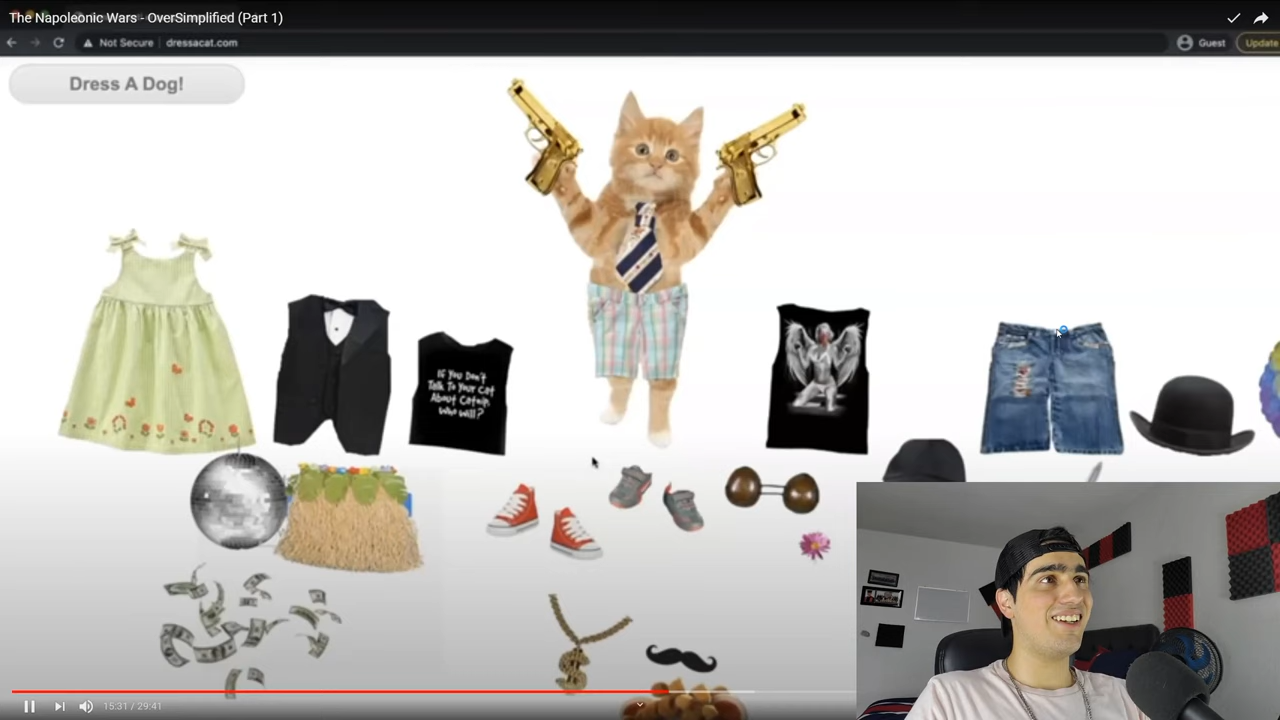 The Napoleonic Wars - OverSimplified (Part 1)
Not Secure | dressacat.com
Guest
Update
Dress A Dog!
If You Don't
Talk To Your Cat
About Catnip
Who Will?
15:31 / 29:41